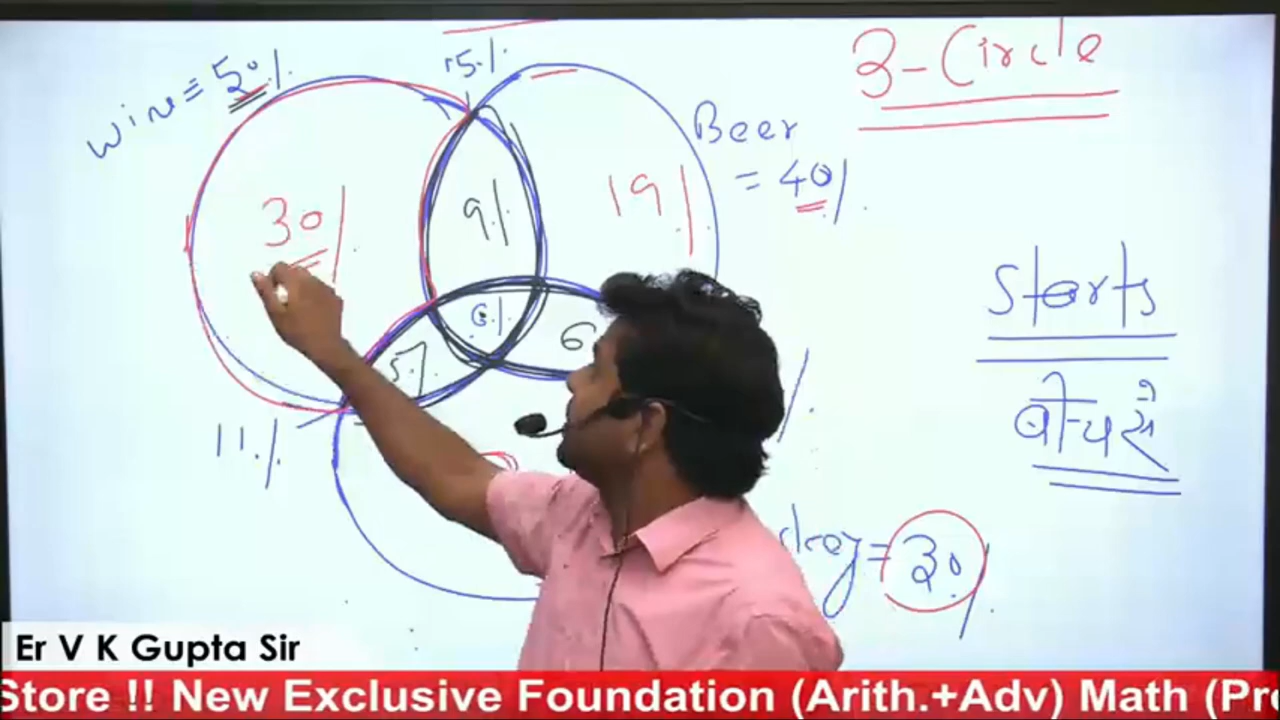 3-Circle
15%
wine = 50%
Beer
= 40%
30%
9%
19%
6%
6
5%
11%
Starts
बीच से
= 30%
Er V K Gupta Sir
Store !! New Exclusive Foundation (Arith.+Adv) Math (Pre